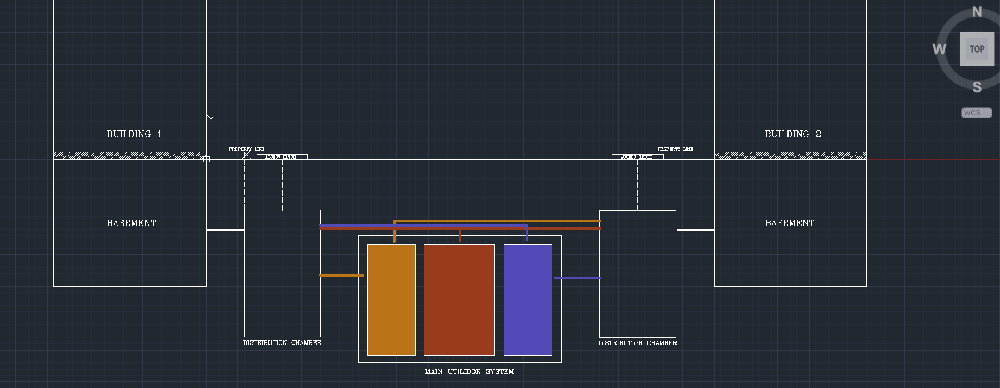 N
W
TOP
S
WCS
Y
BUILDING 1
BUILDING 2
PROPERTY LINE
PROPERTY LINE
X
ACCESS HATCH
ACCESS HATCH
BASEMENT
BASEMENT
DISTRIBUTION CHAMBER
DISTRIBUTION CHAMBER
MAIN UTILIDOR SYSTEM